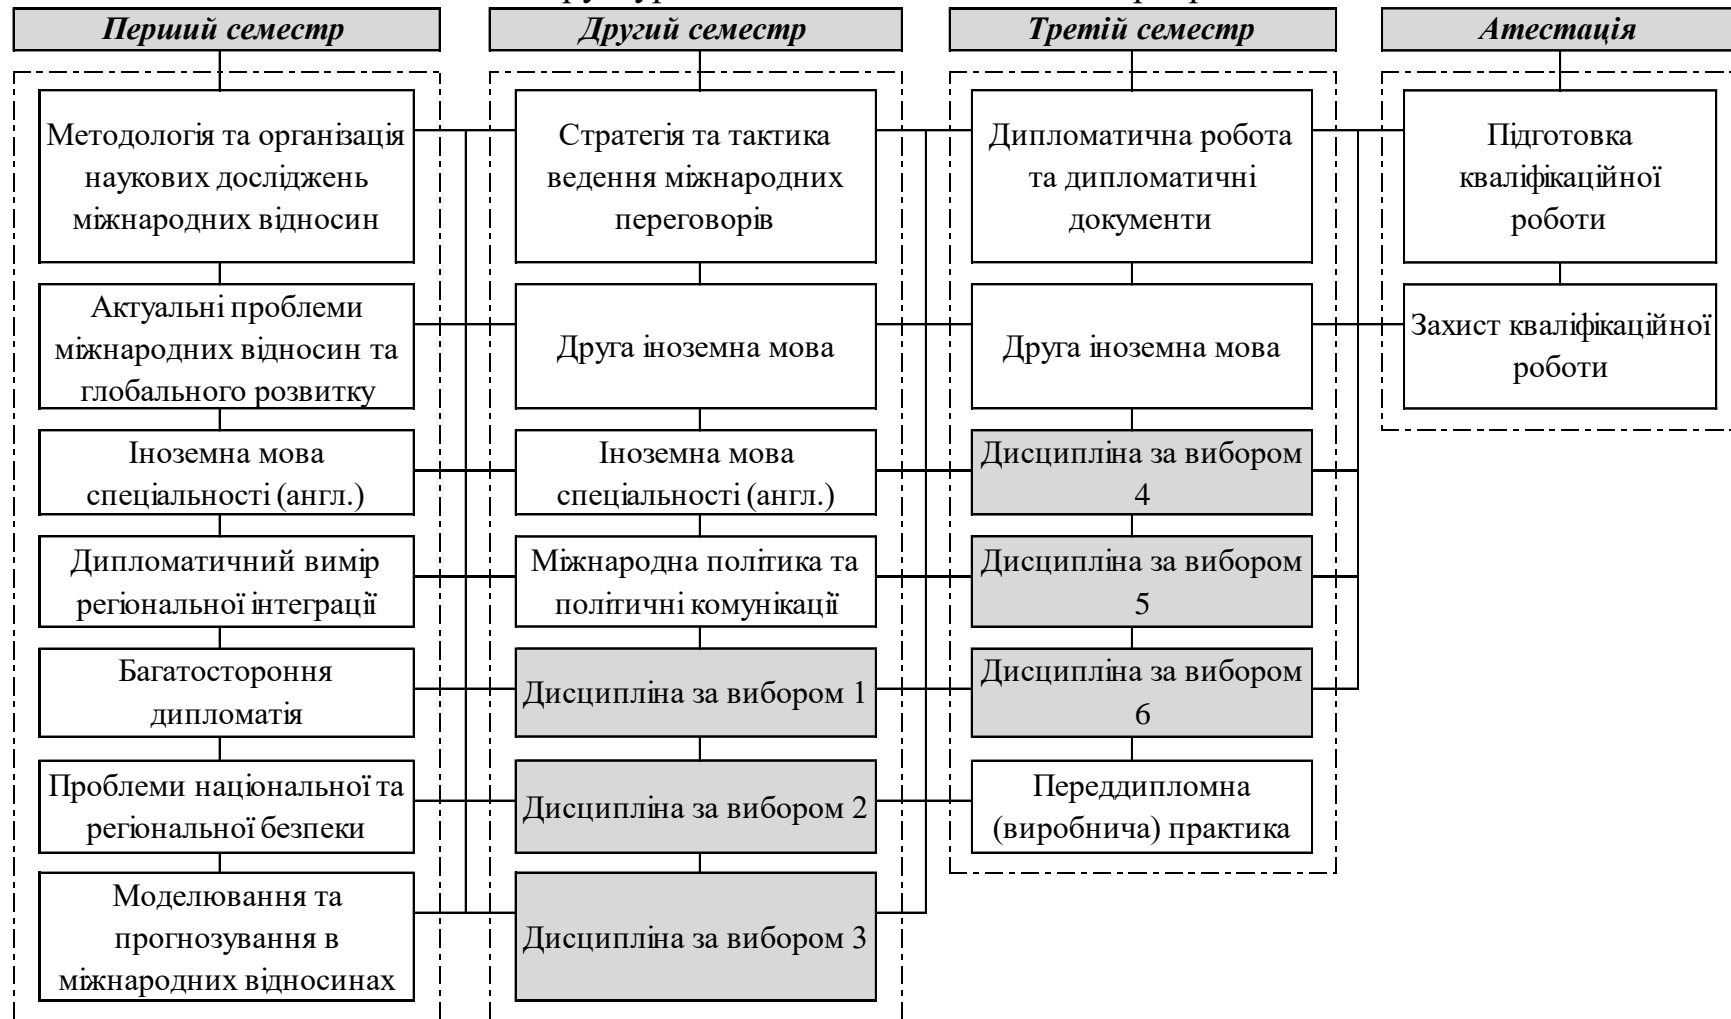 Перший семестр
Другий семестр
Третій семестр
Атестація
Методологія та організація
наукових досліджень
міжнародних відносин
Стратегія та тактика
ведення міжнародних
переговорів
Дипломатична робота
та дипломатичні
документи
Підготовка
кваліфікаційної
роботи
Актуальні проблеми
міжнародних відносин та
глобального розвитку
Друга іноземна мова
Друга іноземна мова
Захист кваліфікаційної
роботи
Іноземна мова
спеціальності (англ.)
Іноземна мова
спеціальності (англ.)
Дисципліна за вибором
4
Дипломатичний вимір
регіональної інтеграції
Міжнародна політика та
політичні комунікації
Дисципліна за вибором
5
Багатостороння
дипломатія
Дисципліна за вибором 1
Дисципліна за вибором
6
Проблеми національної та
регіональної безпеки
Дисципліна за вибором 2
Переддипломна
(виробнича) практика
Моделювання та
прогнозування в
міжнародних відносинах
Дисципліна за вибором 3